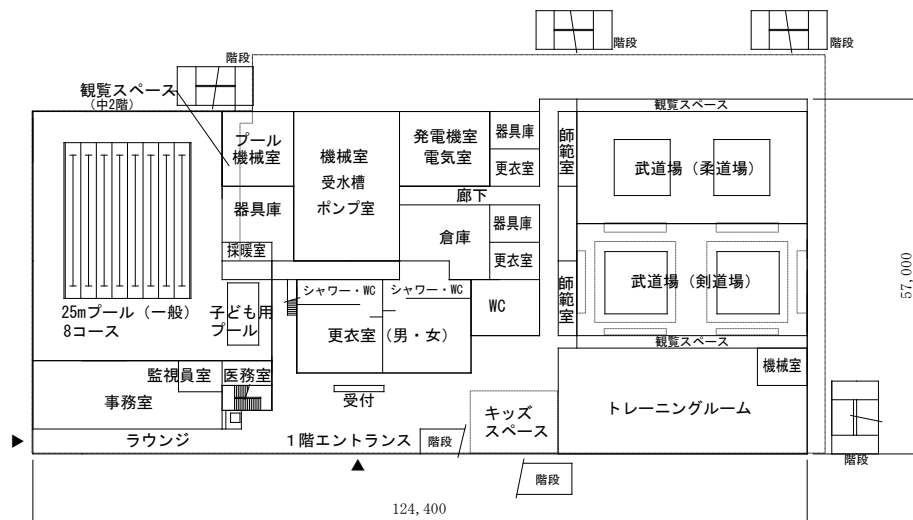 階段
階段
階段
観覧スペース
（中2階）
観覧スペース
プール
機械室
機械室
受水槽
ポンプ室
発電機室
電気室
器具庫
更衣室
師範室
武道場（柔道場）
廊下
器具庫
倉庫
器具庫
更衣室
採暖室
武道場（剣道場）
師範室
57,000
25mプール（一般）
8コース
子ども用
プール
シャワー・WC
シャワー・WC
更衣室（男・女）
WC
観覧スペース
機械室
監視員室
医務室
事務室
受付
キッズ
スペース
トレーニングルーム
ラウンジ
1階エントランス
階段
階段
階段
124,400